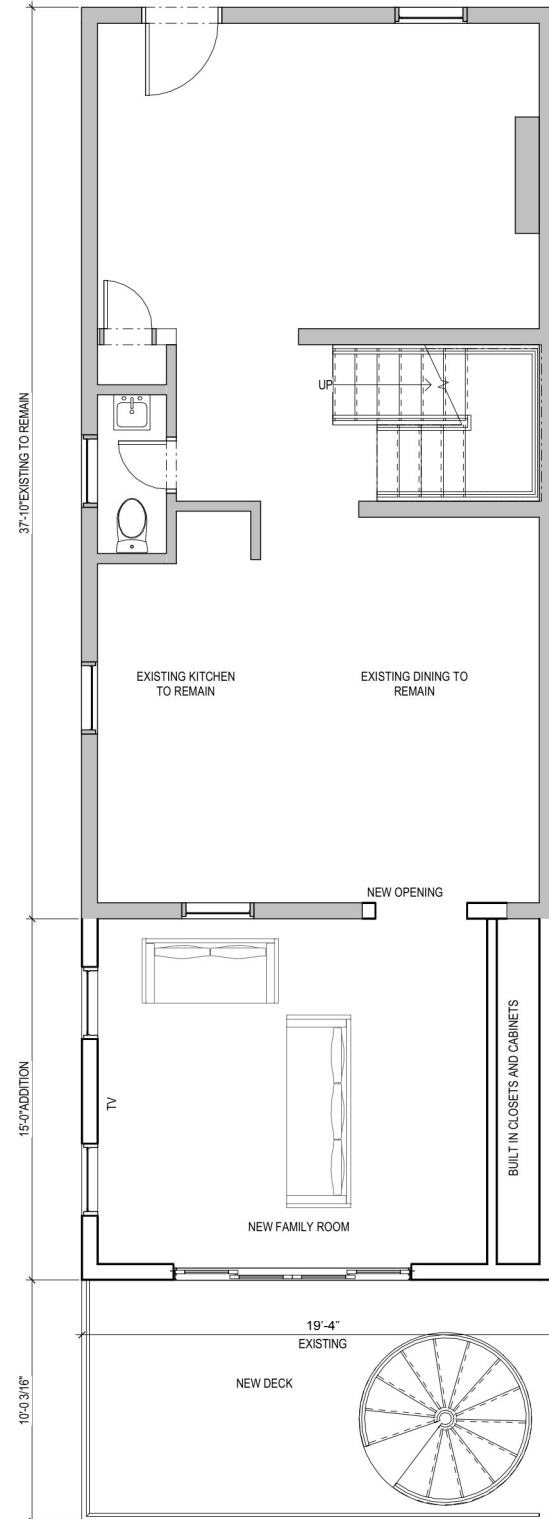 UP
37'-10"EXISTING TO REMAIN
EXISTING KITCHEN
TO REMAIN
EXISTING DINING TO
REMAIN
NEW OPENING
15'-0"ADDITION
TV
BUILT IN CLOSETS AND CABINETS
NEW FAMILY ROOM
19'-4"
EXISTING
NEW DECK
10'-0 3/16"